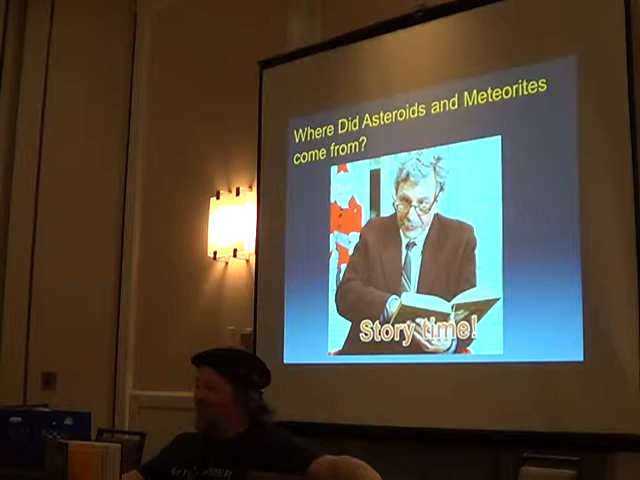 Where Did Asteroids and Meteorites
come from?
Story time!